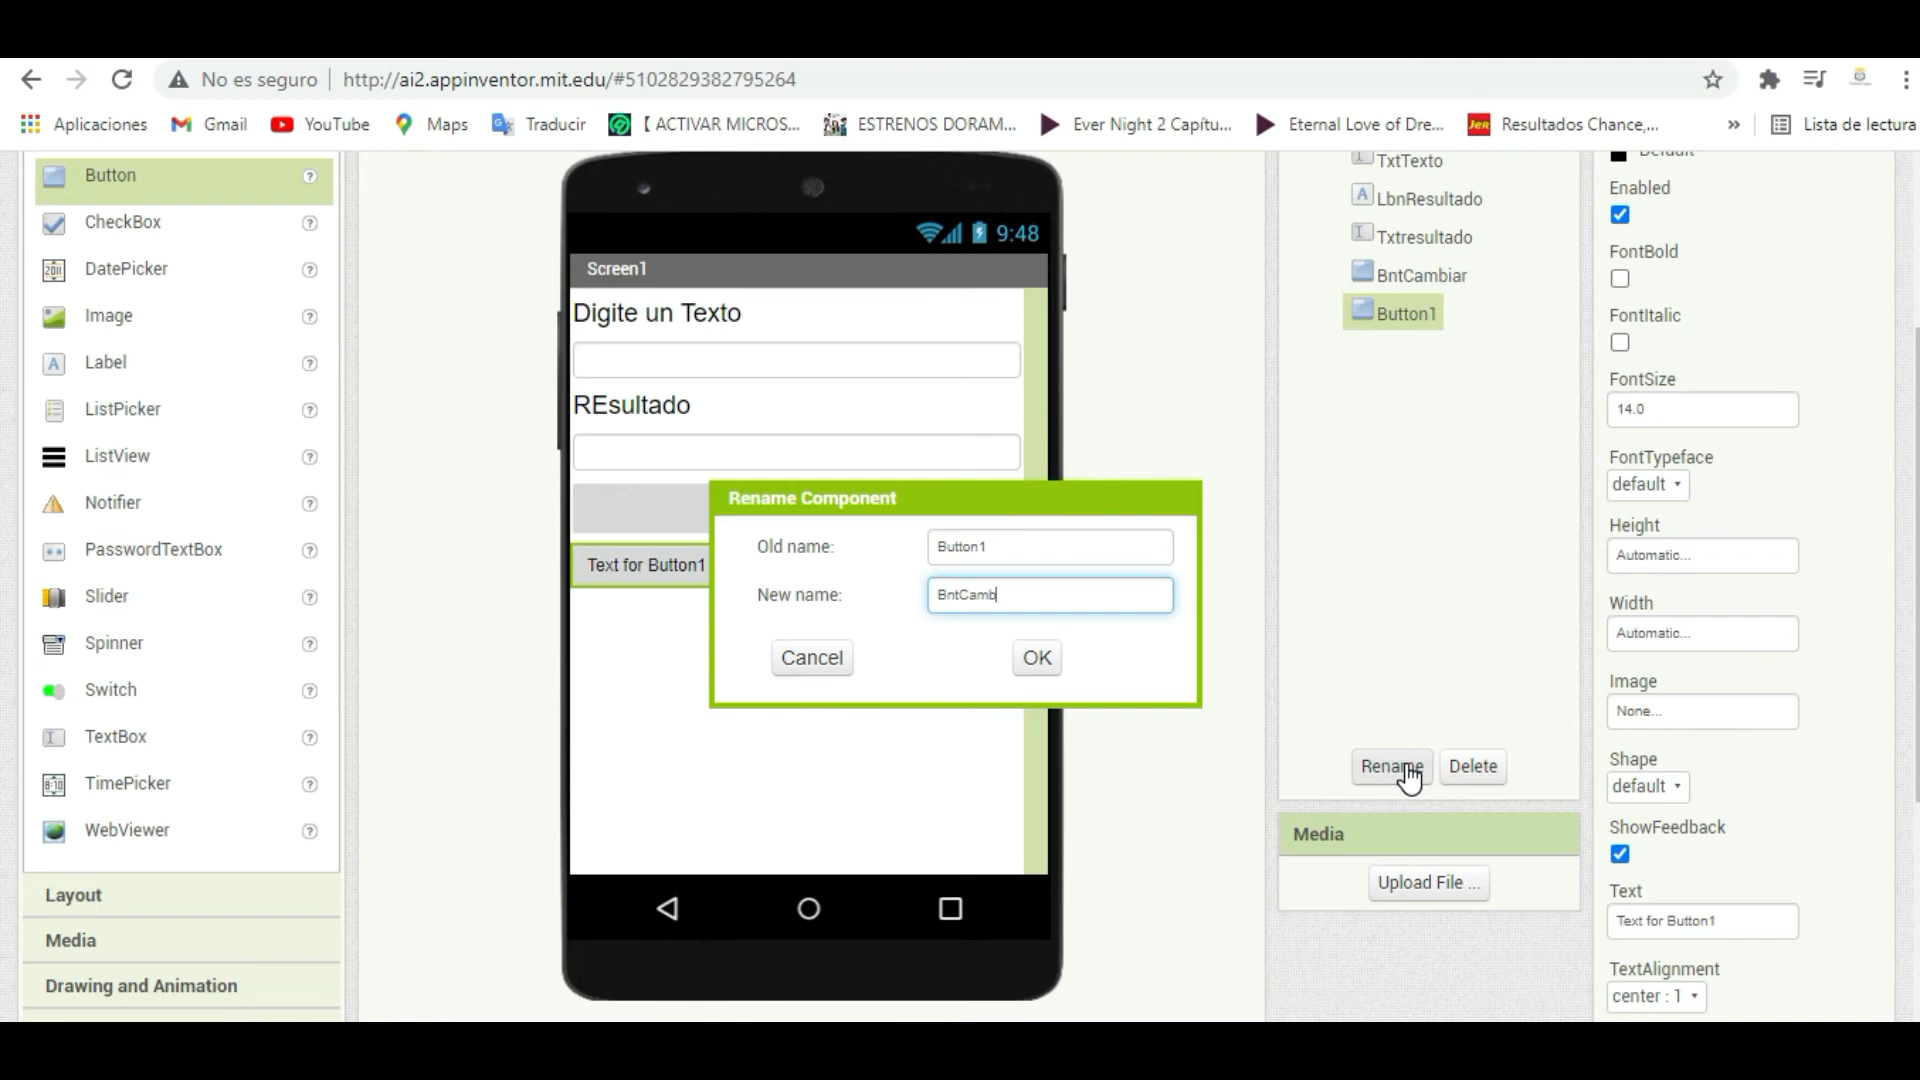 No es seguro
http://ai2.appinventor.mit.edu/#5102829382795264
Aplicaciones
Gmail
YouTube
Maps
Traducir
【 ACTIVAR MICROS...
ESTRENOS DORAM...
Ever Night 2 Capítu...
Eternal Love of Dre...
Resultados Chance,...
»
Lista de lectura
Button
CheckBox
DatePicker
Image
Label
ListPicker
ListView
Notifier
PasswordTextBox
Slider
Spinner
Switch
TextBox
TimePicker
WebViewer
Layout
Media
Drawing and Animation
9:48
Screen1
Digite un Texto
REsultado
Text for Button1
Rename Component
Old name:
Button1
New name:
BntCamb
Cancel
OK
TxtTexto
LbnResultado
Txtresultado
BntCambiar
Button1
Rename
Delete
Media
Upload File ...
Default
Enabled
FontBold
FontItalic
FontSize
14.0
FontTypeface
default
Height
Automatic...
Width
Automatic...
Image
None...
Shape
default
ShowFeedback
Text
Text for Button1
TextAlignment
center : 1